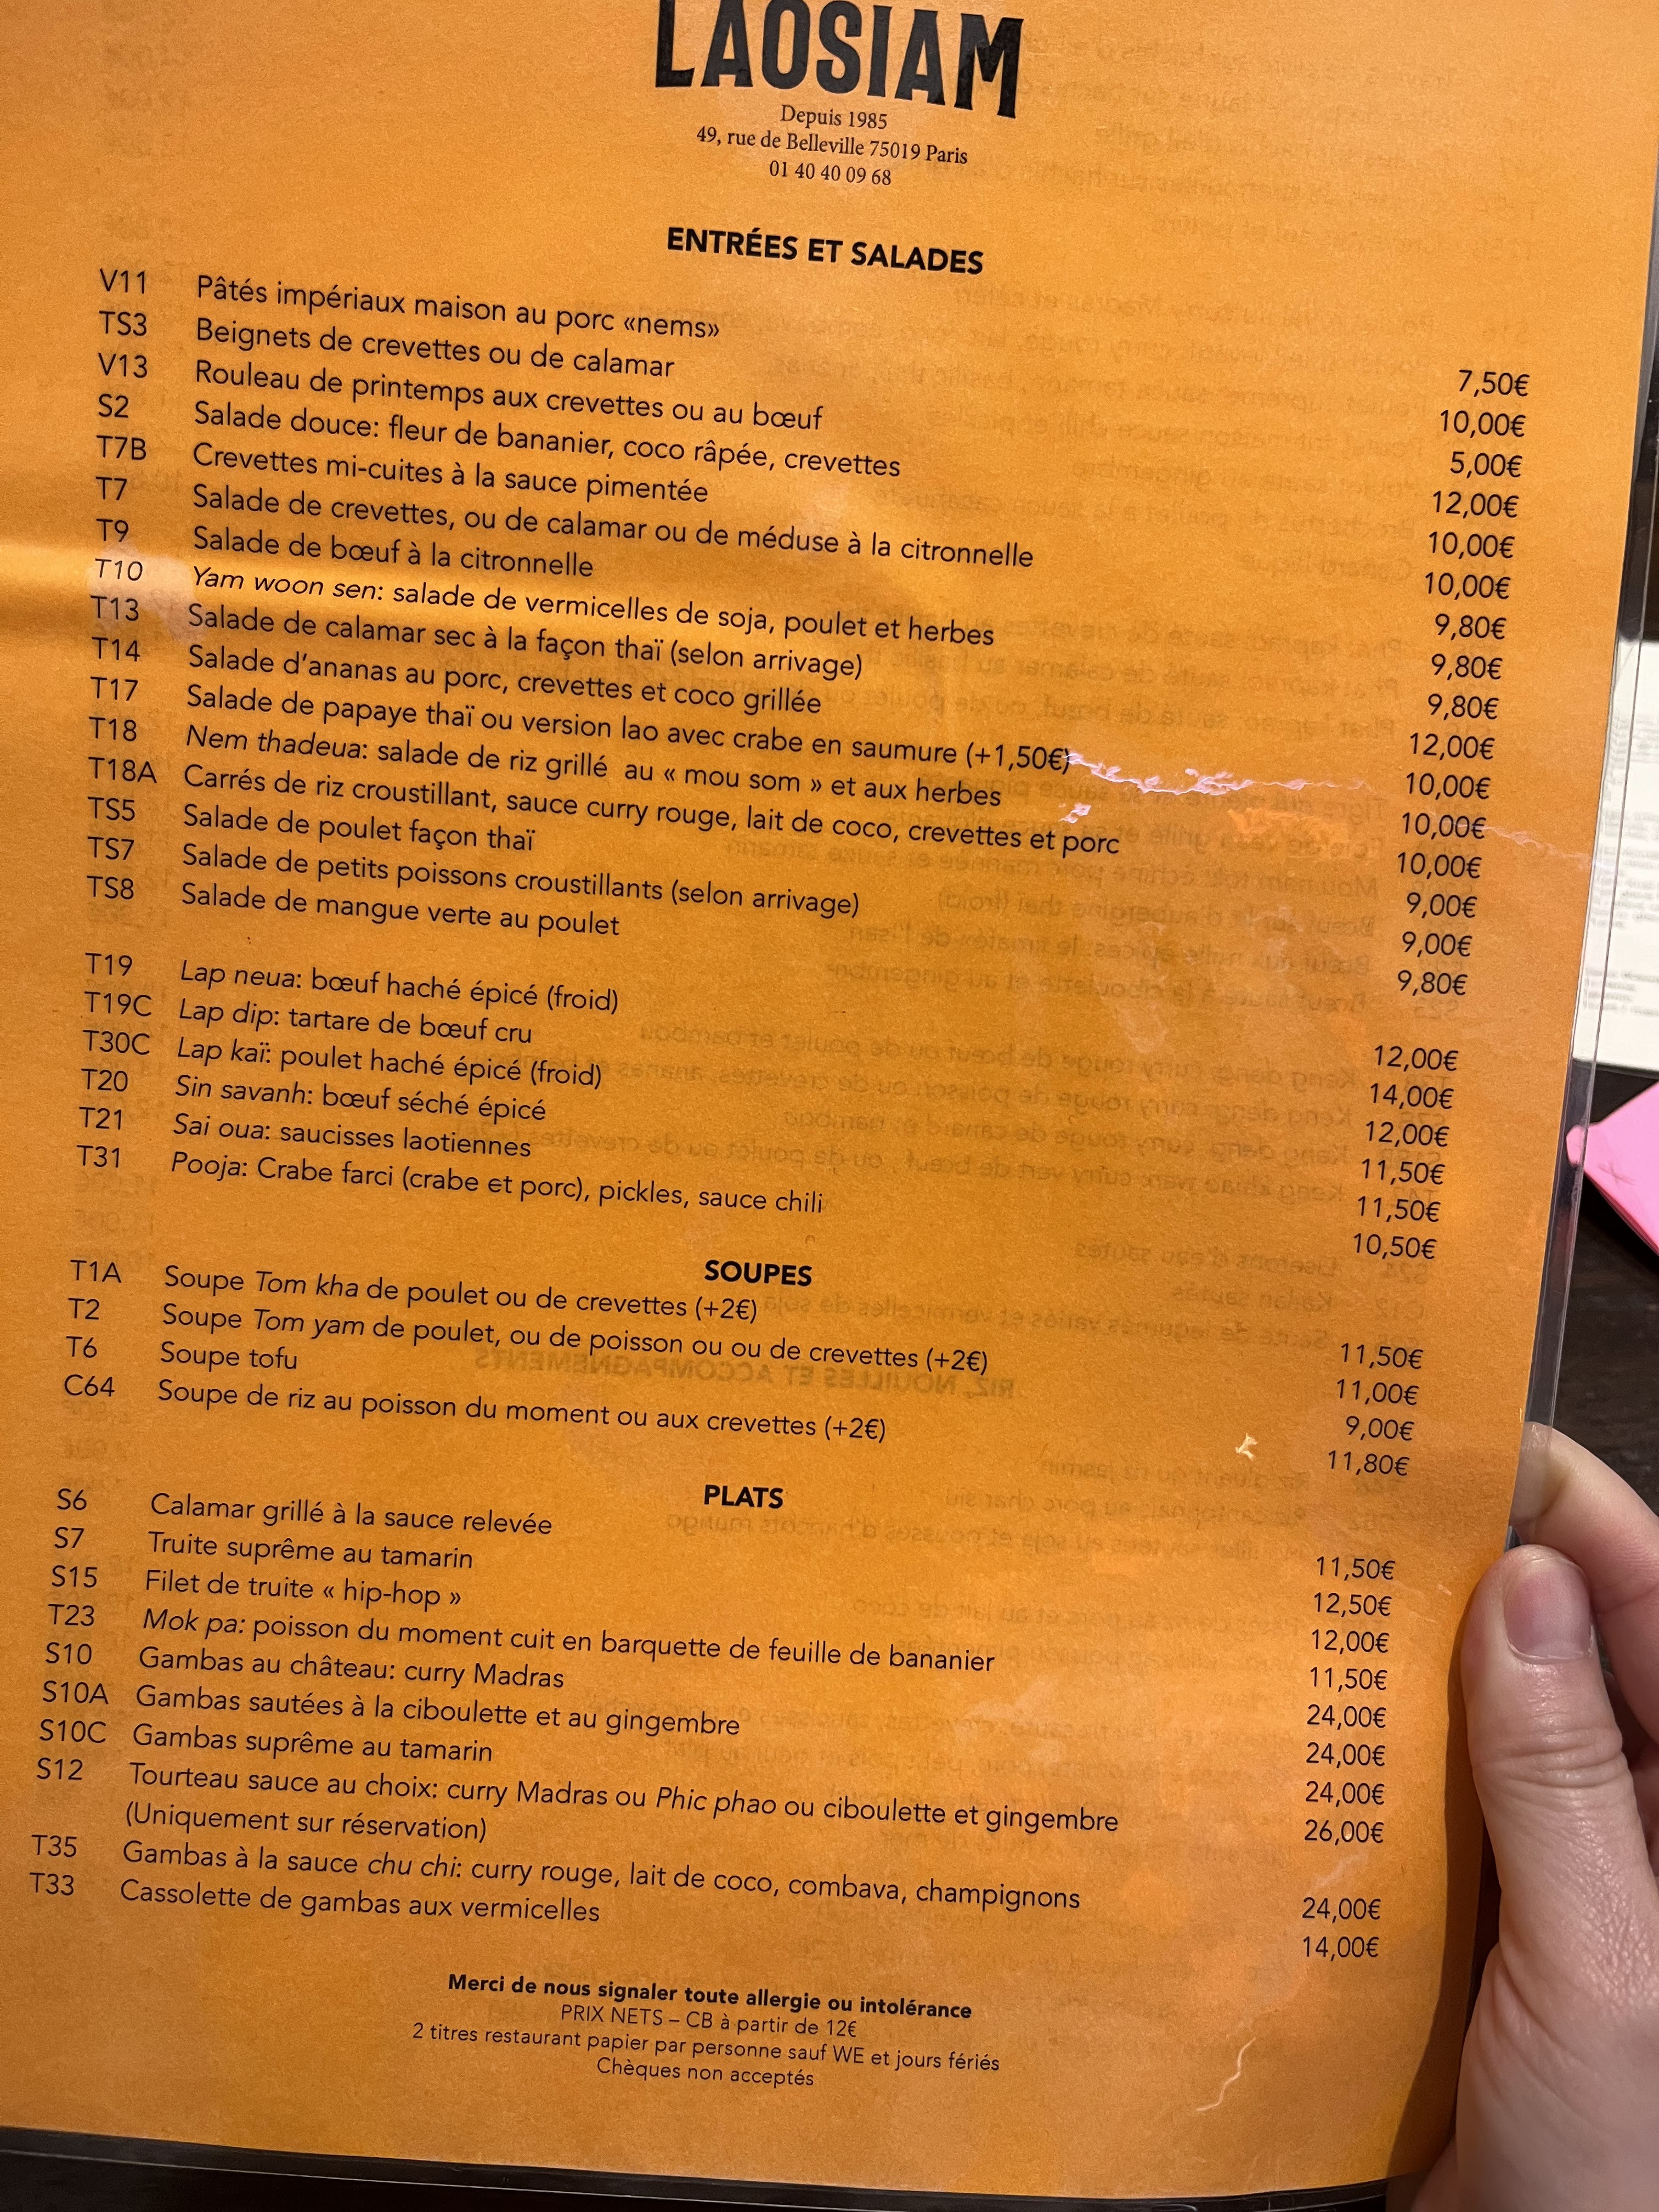 LAOSIAM
Depuis 1985
49, rue de Belleville 75019 Paris
01 40 40 09 68
ENTRÉES ET SALADES
V11 Pâtés impériaux maison au porc «nems» 7,50€
TS3 Beignets de crevettes ou de calamar 10,00€
V13 Rouleau de printemps aux crevettes ou au bœuf 5,00€
S2 Salade douce: fleur de bananier, coco râpée, crevettes 12,00€
T7B Crevettes mi-cuites à la sauce pimentée 10,00€
T7 Salade de crevettes, ou de calamar ou de méduse à la citronnelle 10,00€
T9 Salade de bœuf à la citronnelle 9,80€
T10 Yam woon sen: salade de vermicelles de soja, poulet et herbes 9,80€
T13 Salade de calamar sec à la façon thaï (selon arrivage) 9,80€
T14 Salade d'ananas au porc, crevettes et coco grillée 12,00€
T17 Salade de papaye thaï ou version lao avec crabe en saumure (+1,50€) 10,00€
T18 Nem thadeua: salade de riz grillé au « mou som » et aux herbes 10,00€
T18A Carrés de riz croustillant, sauce curry rouge, lait de coco, crevettes et porc 10,00€
TS5 Salade de poulet façon thaï 9,00€
TS7 Salade de petits poissons croustillants (selon arrivage) 9,00€
TS8 Salade de mangue verte au poulet 9,80€
T19 Lap neua: bœuf haché épicé (froid) 12,00€
T19C Lap dip: tartare de bœuf cru 14,00€
T30C Lap kaï: poulet haché épicé (froid) 12,00€
T20 Sin savanh: bœuf séché épicé 11,50€
T21 Sai oua: saucisses laotiennes 11,50€
T31 Pooja: Crabe farci (crabe et porc), pickles, sauce chili 10,50€
SOUPES
T1A Soupe Tom kha de poulet ou de crevettes (+2€) 11,50€
T2 Soupe Tom yam de poulet, ou de poisson ou ou de crevettes (+2€) 11,00€
T6 Soupe tofu 9,00€
C64 Soupe de riz au poisson du moment ou aux crevettes (+2€) 11,80€
PLATS
S6 Calamar grillé à la sauce relevée 11,50€
S7 Truite suprême au tamarin 12,50€
S15 Filet de truite « hip-hop » 12,00€
T23 Mok pa: poisson du moment cuit en barquette de feuille de bananier 11,50€
S10 Gambas au château: curry Madras 24,00€
S10A Gambas sautées à la ciboulette et au gingembre 24,00€
S10C Gambas suprême au tamarin 24,00€
S12 Tourteau sauce au choix: curry Madras ou Phic phao ou ciboulette et gingembre 26,00€
(Uniquement sur réservation)
T35 Gambas à la sauce chu chi: curry rouge, lait de coco, combava, champignons 24,00€
T33 Cassolette de gambas aux vermicelles 14,00€
Merci de nous signaler toute allergie ou intolérance
PRIX NETS – CB à partir de 12€
2 titres restaurant papier par personne sauf WE et jours fériés
Chèques non acceptés